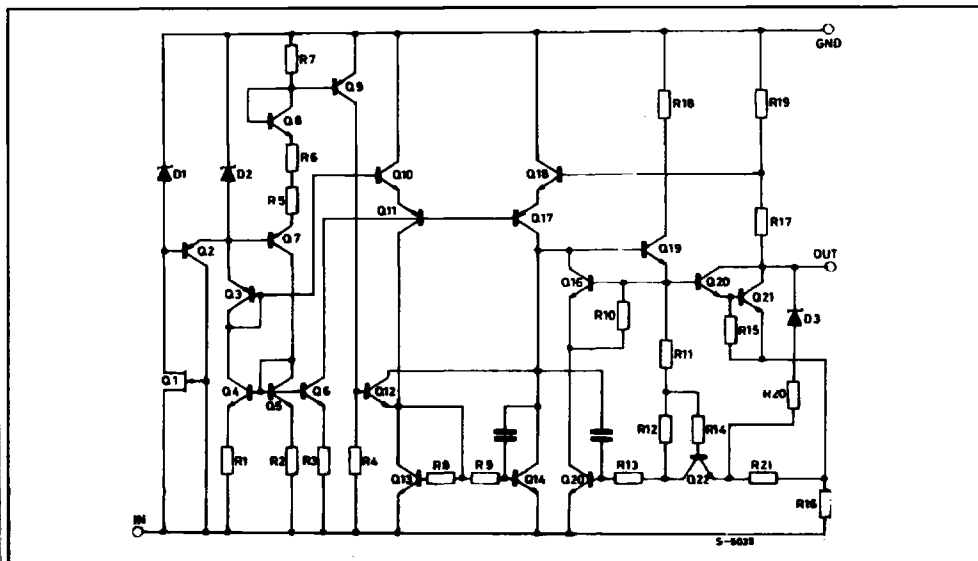 GND
R7
Q9
R18
R19
Q8
R6
D1
D2
Q10
Q18
R5
Q11
Q17
R17
Q2
Q7
Q19
OUT
Q16
Q20
Q21
Q3
R10
R15
D3
R11
Q1
Q4
Q5
Q6
Q12
R20
R12
R14
R1
R2
R3
R4
Q13
R8
R9
Q14
Q20
R13
Q22
R21
R16
IN
S-6039